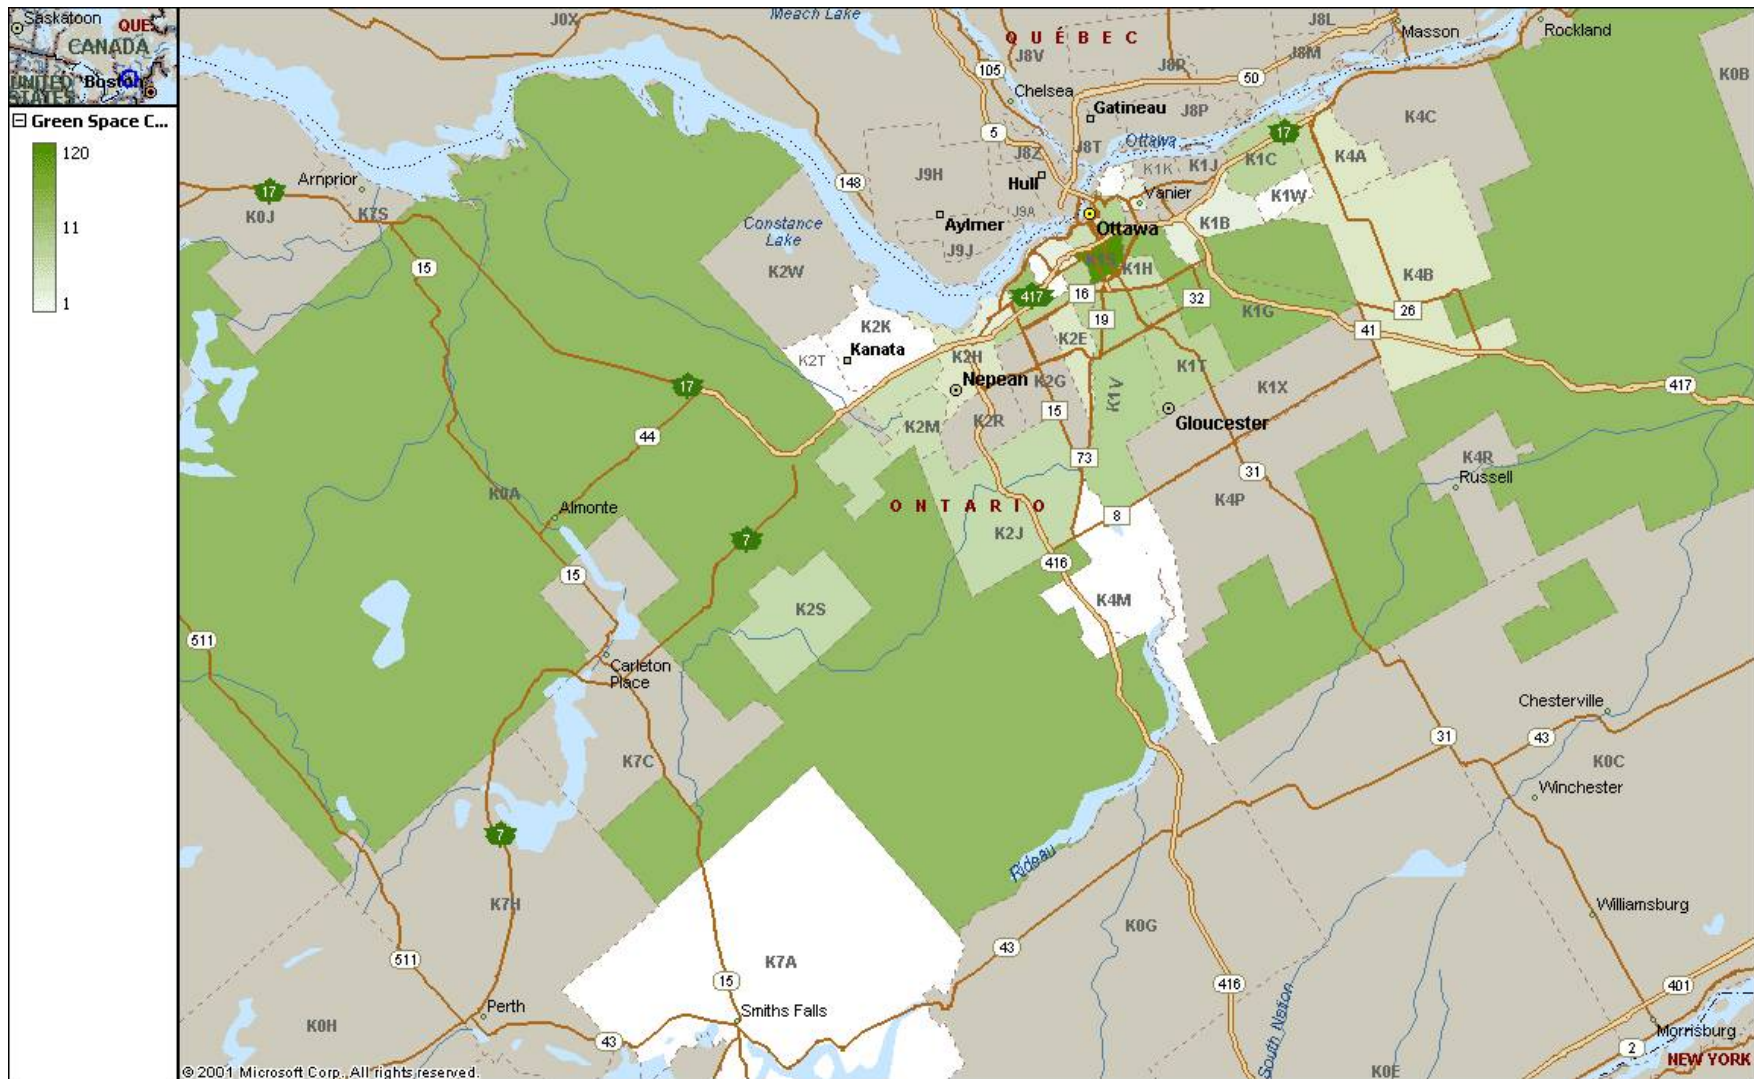 Saskatoon
QUE
CANADA
UNITED
STATES
Boston
Green Space C...
120
11
1
J0X
Meach Lake
QUÉBEC
J8L
Masson
Rockland
J8V
J8R
J8M
105
50
K0B
Chelsea
Gatineau
J8P
K4C
5
Ottawa
17
J8T
J8Z
K1K
K1J
K1C
K4A
Arnprior
17
148
J9H
Hull
Vanier
K1W
K0J
K7S
J9A
Constance
Lake
Aylmer
Ottawa
K1B
J9J
K1S
K1H
15
K2W
K4B
417
16
32
K1G
26
K2K
19
41
K2T
Kanata
K2E
K2H
K1T
Nepean
K2G
K1X
417
17
K1V
15
K2R
Gloucester
K2M
44
73
K4R
31
Russell
K0A
K4P
Almonte
ONTARIO
8
7
K2J
416
15
K2S
K4M
511
Carleton
Place
Chesterville
31
43
K7C
K0C
Winchester
7
Rideau
K7H
Williamsburg
K0G
43
511
K7A
15
416
401
South Nation
Perth
Smiths Falls
K0H
Morrisburg
43
2
NEW YORK
K0E
© 2001 Microsoft Corp. All rights reserved.